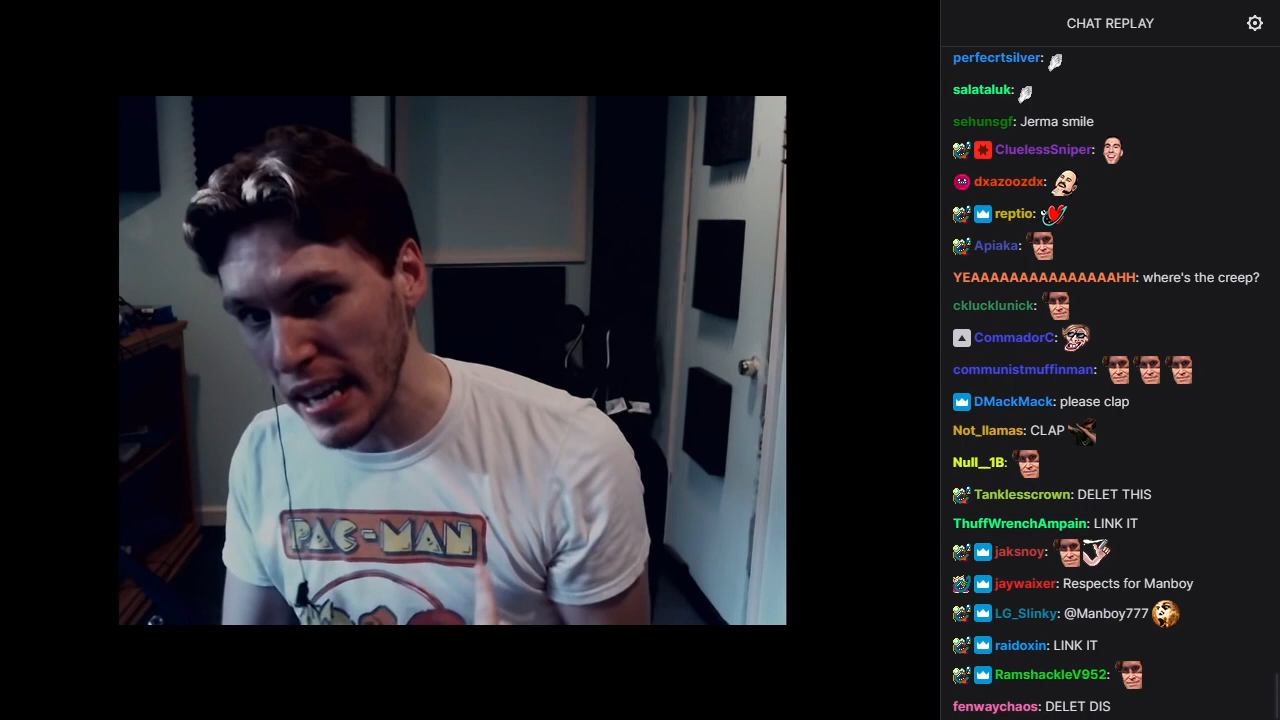 CHAT REPLAY
perfecrtsilver:
salataluk:
sehunsgf: Jerma smile
CluelessSniper:
dxazoozdx:
reptio:
Apiaka:
YEAAAAAAAAAAAAAAAHH: where's the creep?
cklucklunick:
CommadorC:
communistmuffinman:
DMackMack: please clap
Not_llamas: CLAP
Null__1B:
Tanklesscrown: DELET THIS
ThuffWrenchAmpain: LINK IT
jaksnoy:
jaywaixer: Respects for Manboy
LG_Slinky: @Manboy777
raidoxin: LINK IT
RamshackleV952:
fenwaychaos: DELET DIS
PAC-MAN